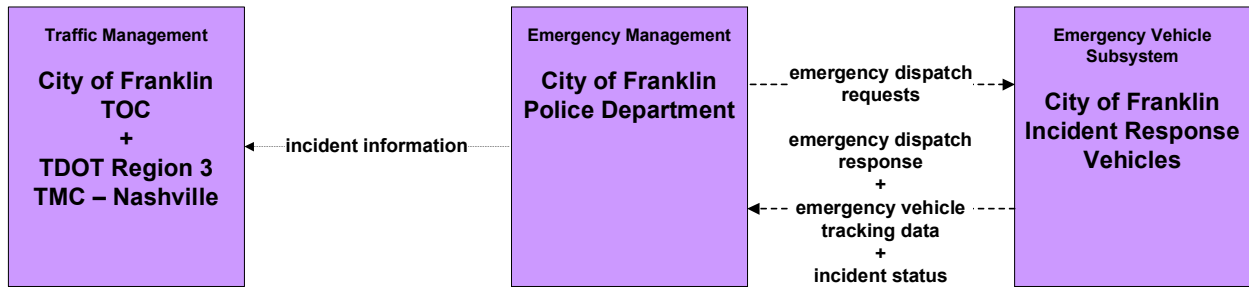 Traffic Management
City of Franklin
TOC
+
TDOT Region 3
TMC – Nashville
incident information
Emergency Management
City of Franklin
Police Department
emergency dispatch
requests
emergency dispatch
response
+
emergency vehicle
tracking data
+
incident status
Emergency Vehicle
Subsystem
City of Franklin
Incident Response
Vehicles